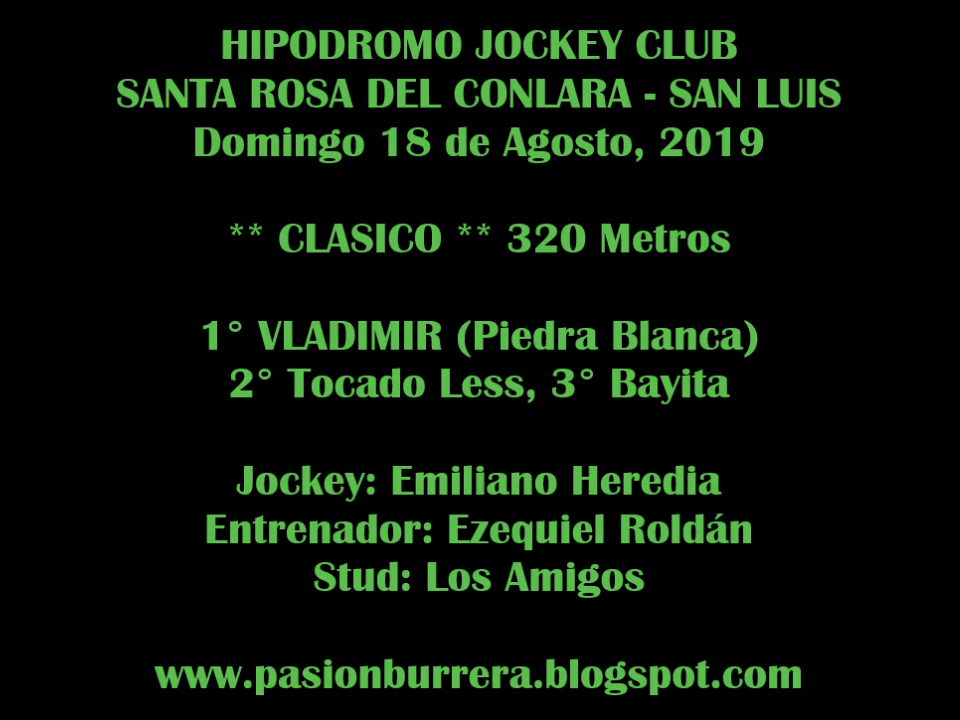 HIPODROMO JOCKEY CLUB
SANTA ROSA DEL CONLARA - SAN LUIS
Domingo 18 de Agosto, 2019
** CLASICO ** 320 Metros
1° VLADIMIR (Piedra Blanca)
2° Tocado Less, 3° Bayita
Jockey: Emiliano Heredia
Entrenador: Ezequiel Roldán
Stud: Los Amigos
www.pasionburrera.blogspot.com